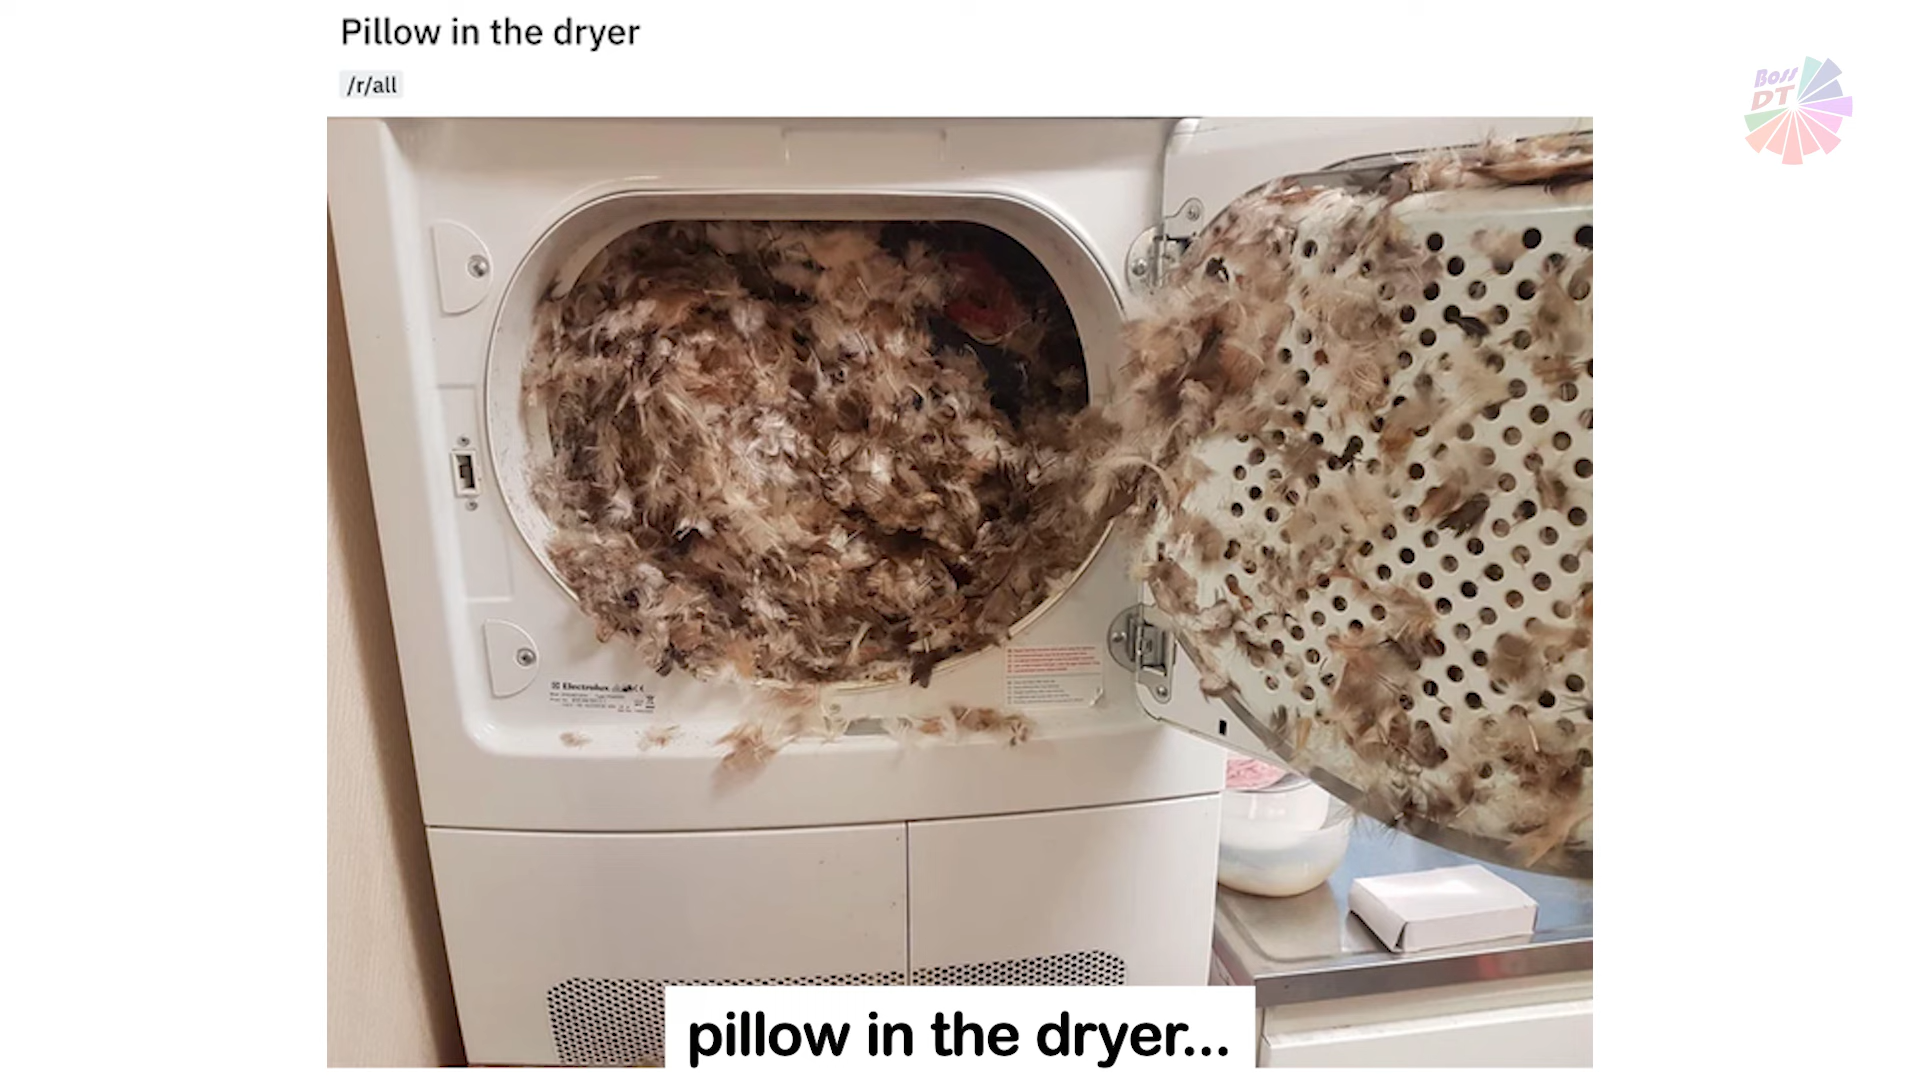 Pillow in the dryer
/r/all
Boss
DT
Electrolux
pillow in the dryer...